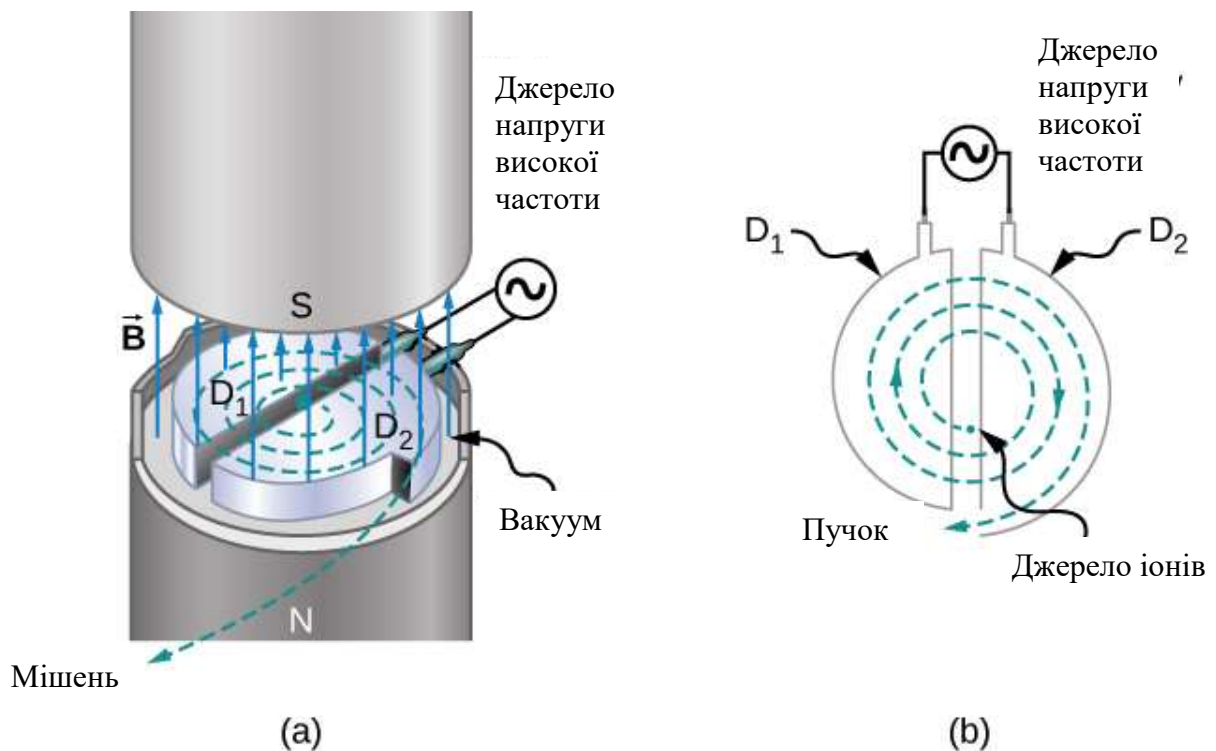 Джерело
напруги
високої
частоти
S
B
D1
D2
Вакуум
N
Мішень
(a)
Джерело
напруги
високої
частоти
D1
D2
Пучок
Джерело іонів
(b)